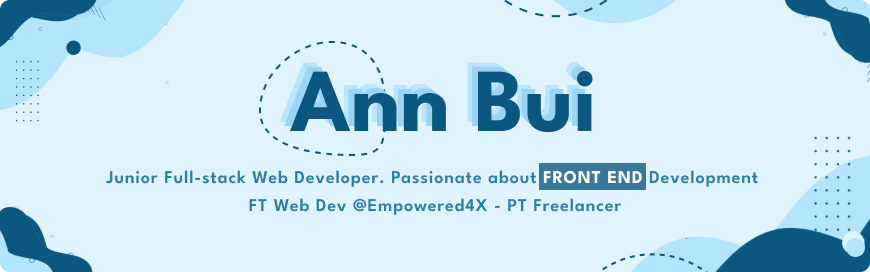 Ann Bui
Junior Full-stack Web Developer. Passionate about FRONT END Development
FT Web Dev @Empowered4X - PT Freelancer